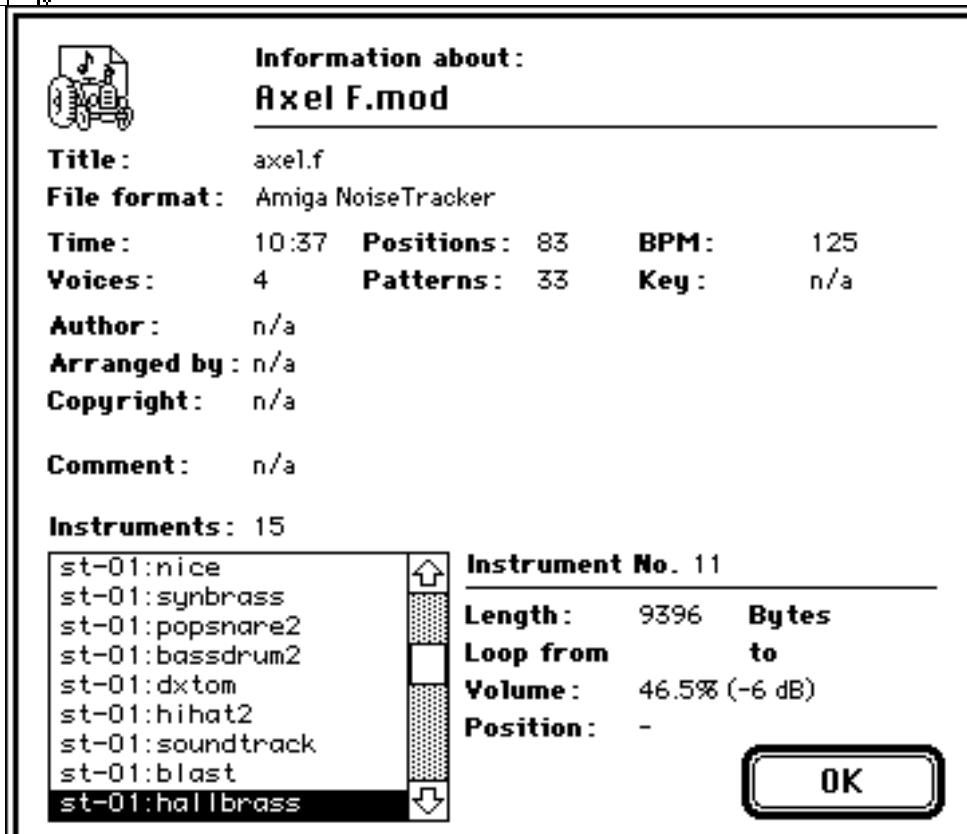 Information about:
Axel F.mod
Title: axel.f
File format: Amiga NoiseTracker
Time: 10:37 Positions: 83 BPM: 125
Voices: 4 Patterns: 33 Key: n/a
Author: n/a
Arranged by: n/a
Copyright: n/a
Comment: n/a
Instruments: 15
st-01:nice
st-01:synbrass
st-01:popsnare2
st-01:bassdrum2
st-01:dxtom
st-01:hihat2
st-01:soundtrack
st-01:blast
st-01:hallbrass
Instrument No. 11
Length: 9396 Bytes
Loop from to
Volume: 46.5% (-6 dB)
Position: -
OK